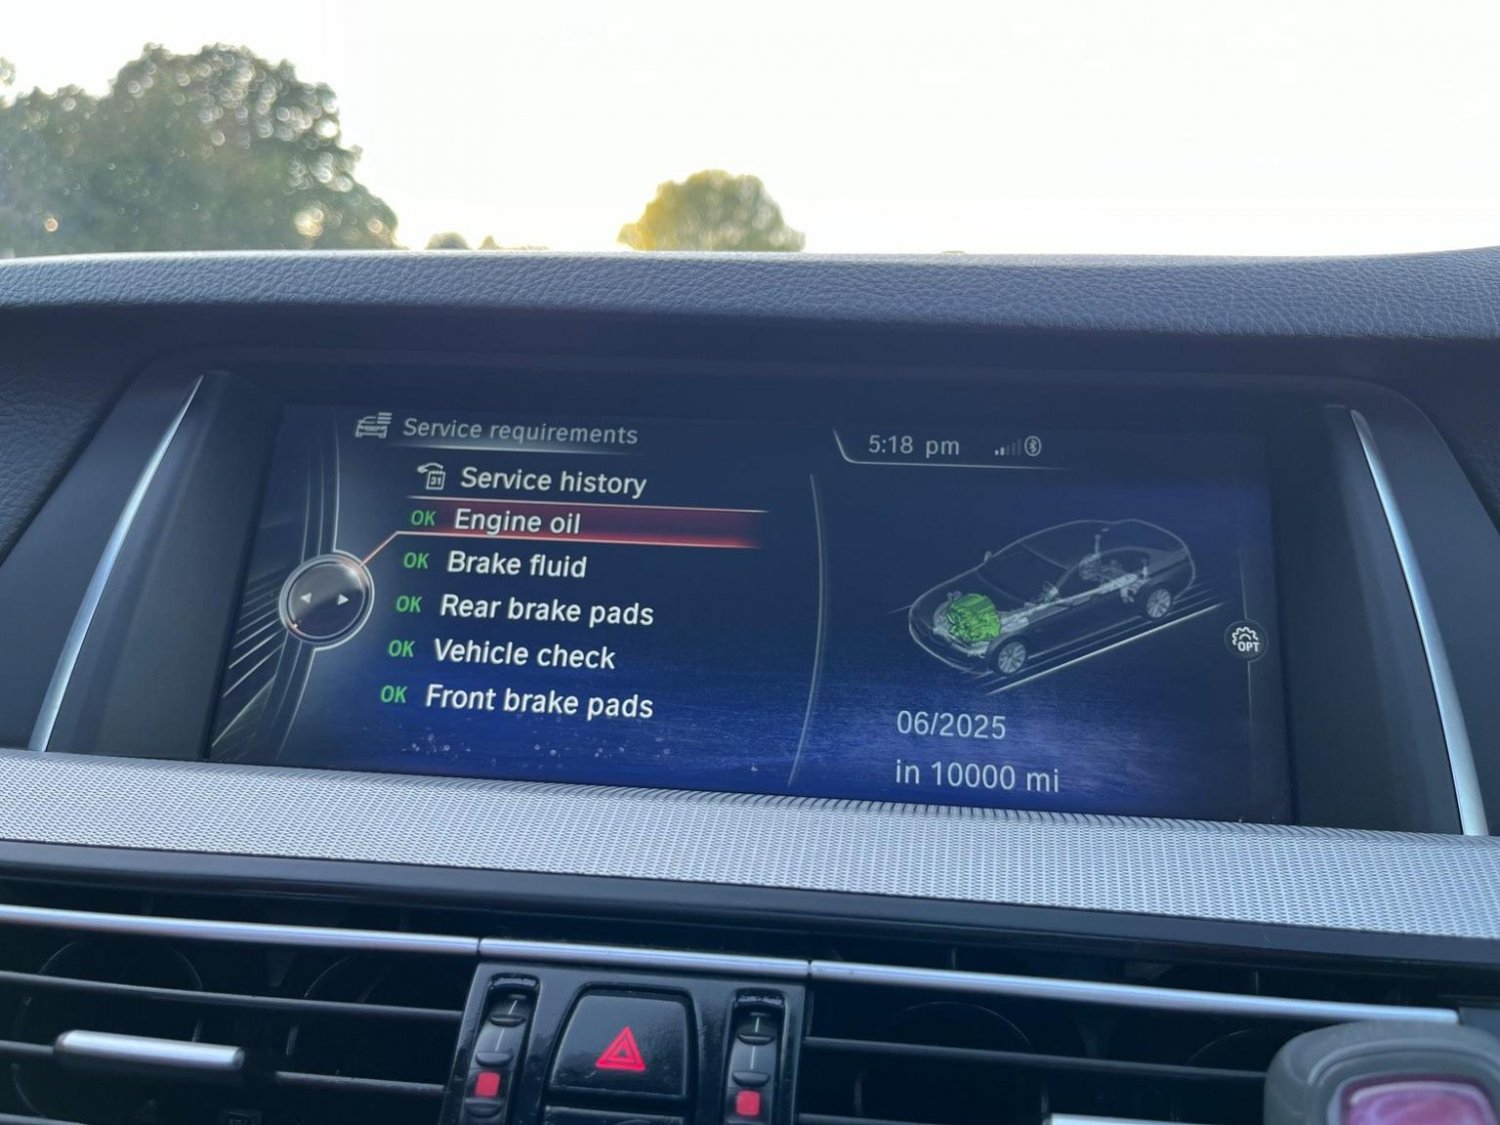 Service requirements
5:18 pm
31 Service history
OK Engine oil
OK Brake fluid
OK Rear brake pads
OK Vehicle check
OK Front brake pads
OPT
06/2025
in 10000 mi